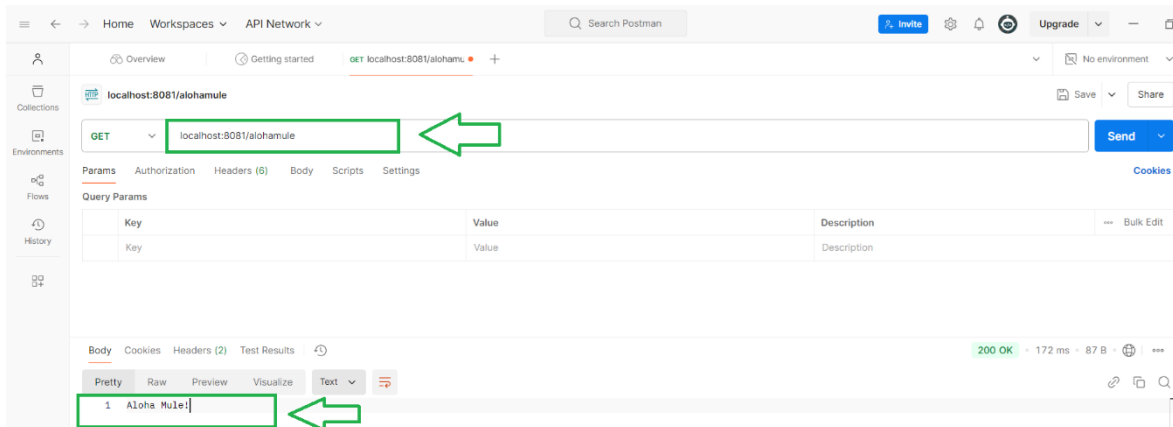 Home Workspaces API Network Search Postman Invite Upgrade
Overview Getting started GET localhost:8081/alohamu No environment
HTTP localhost:8081/alohamule Save Share
Collections
GET localhost:8081/alohamule Send
Environments
Params Authorization Headers (6) Body Scripts Settings Cookies
Flows
Query Params
Key Value Description Bulk Edit
History
Key Value Description
Body Cookies Headers (2) Test Results 200 OK 172 ms 87 B
Pretty Raw Preview Visualize Text
1 Aloha Mule!